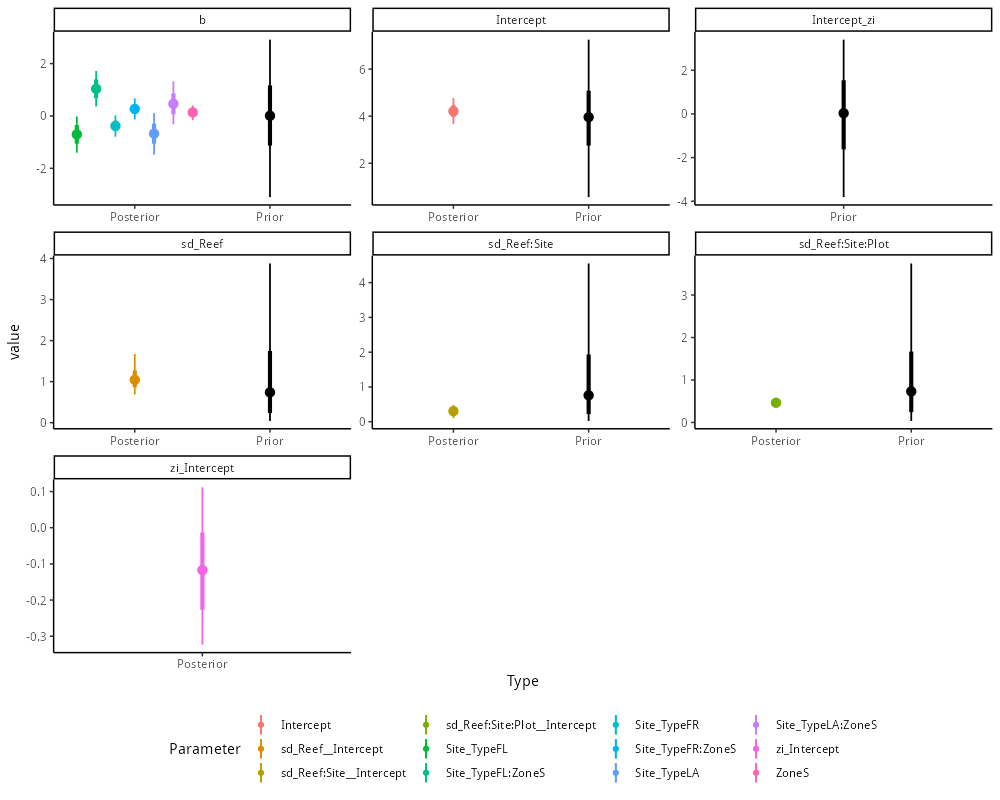 b
Intercept
Intercept_zi
2
0
-2
Posterior
Prior
6
4
2
Posterior
Prior
2
0
-2
-4
Prior
sd_Reef
sd_Reef:Site
sd_Reef:Site:Plot
4
3
2
1
0
Posterior
Prior
4
3
2
1
0
Posterior
Prior
3
2
1
0
Posterior
Prior
value
zi_Intercept
0.1
0.0
-0.1
-0.2
-0.3
Posterior
Type
Parameter
Intercept
sd_Reef__Intercept
sd_Reef:Site__Intercept
sd_Reef:Site:Plot__Intercept
Site_TypeFL
Site_TypeFL:ZoneS
Site_TypeFR
Site_TypeFR:ZoneS
Site_TypeLA
Site_TypeLA:ZoneS
zi_Intercept
ZoneS